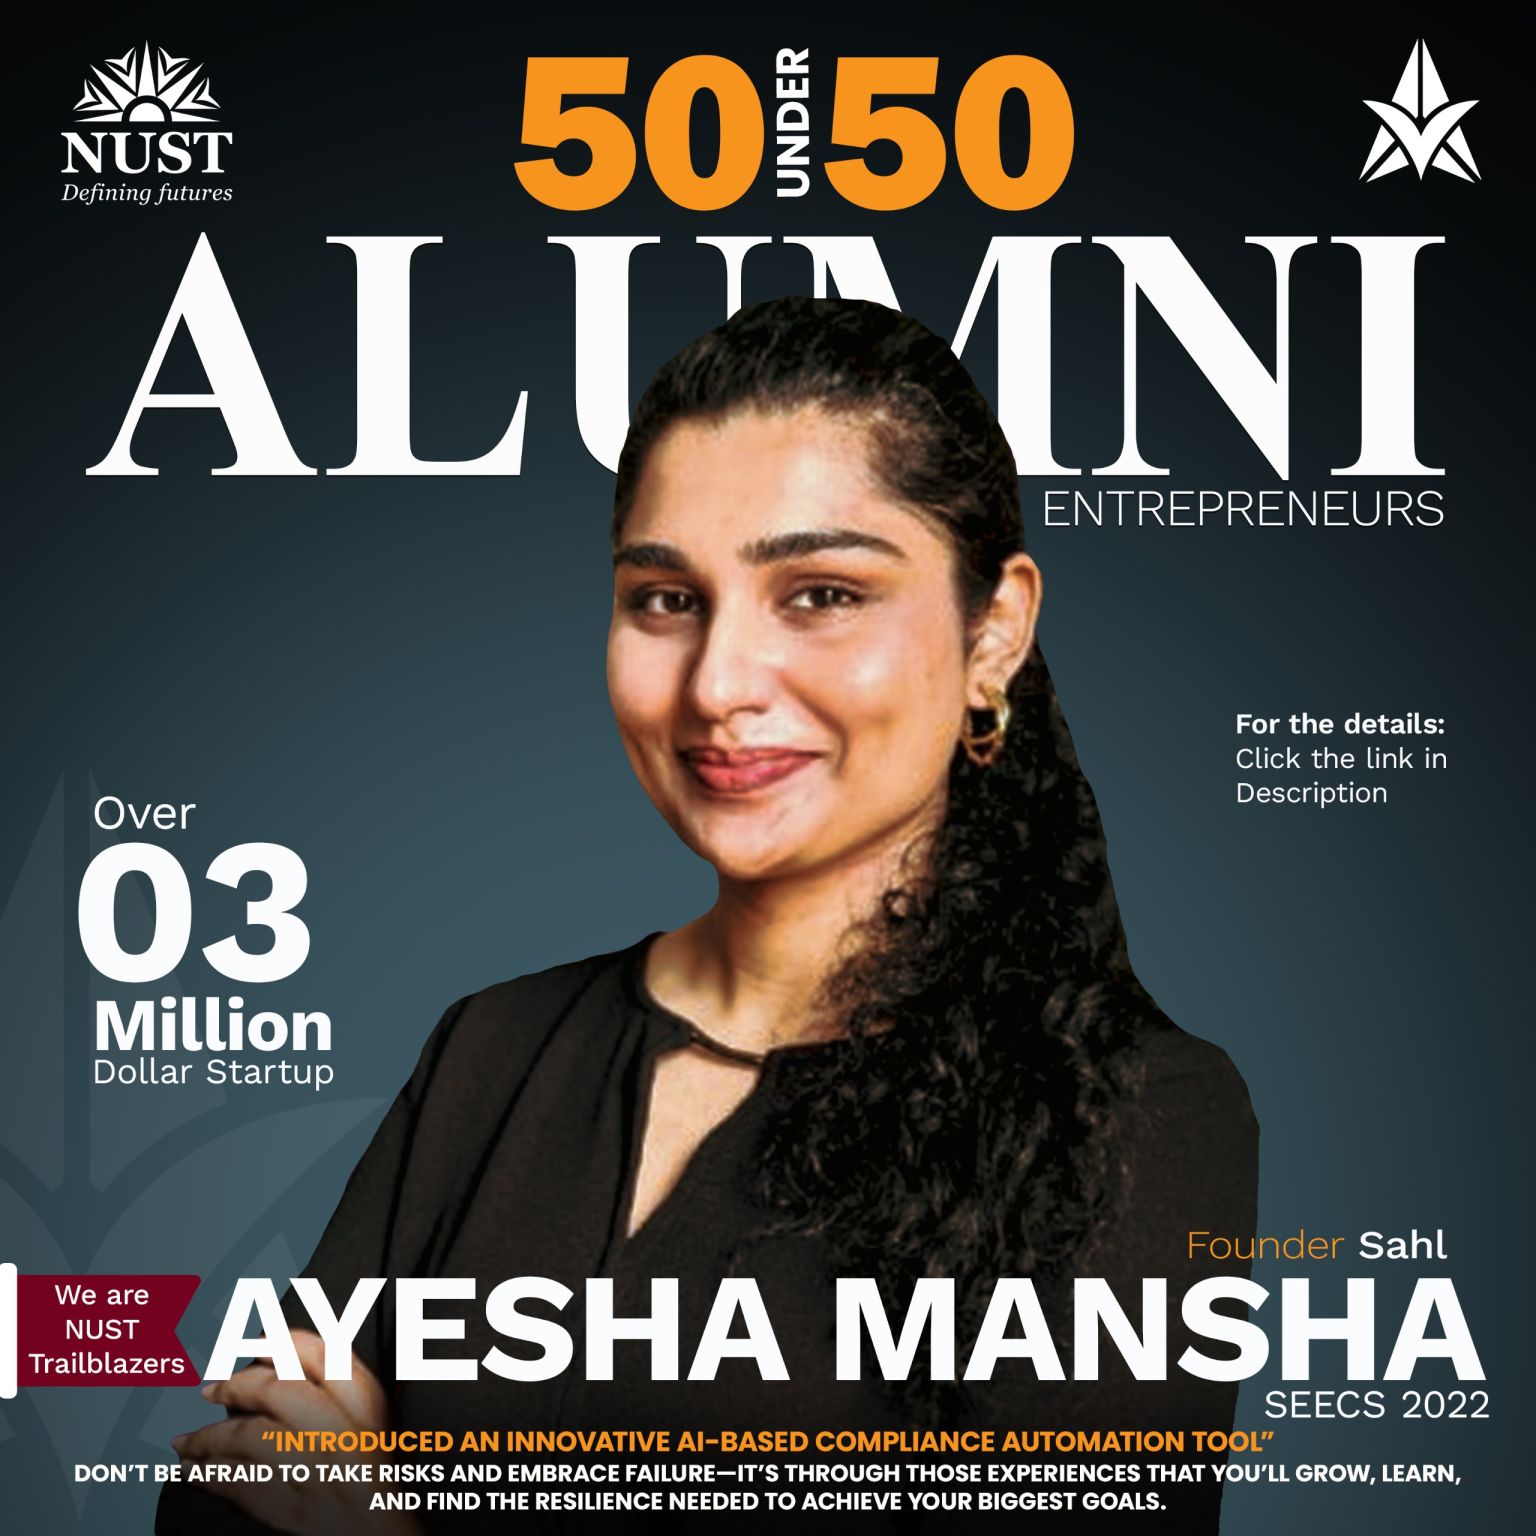 NUST
Defining futures
50 UNDER 50
ALUMNI
ENTREPRENEURS
For the details:
Click the link in
Description
Over
03
Million
Dollar Startup
Founder Sahl
We are
NUST
Trailblazers
AYESHA MANSHA
SEECS 2022
“INTRODUCED AN INNOVATIVE AI-BASED COMPLIANCE AUTOMATION TOOL”
DON’T BE AFRAID TO TAKE RISKS AND EMBRACE FAILURE—IT’S THROUGH THOSE EXPERIENCES THAT YOU’LL GROW, LEARN,
AND FIND THE RESILIENCE NEEDED TO ACHIEVE YOUR BIGGEST GOALS.